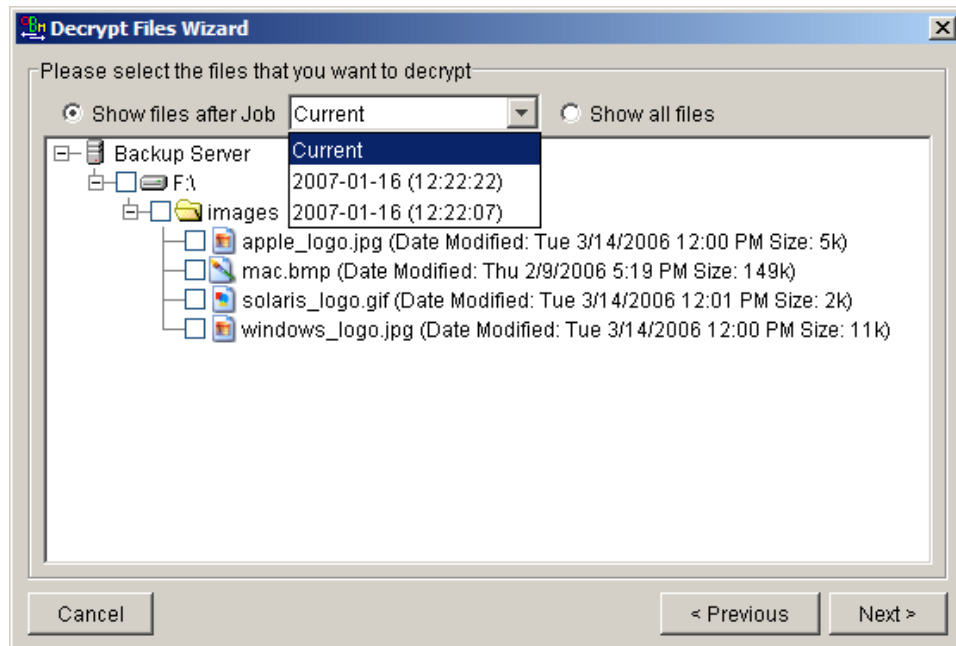 CBM Decrypt Files Wizard
Please select the files that you want to decrypt
Show files after Job Current Show all files
Current
2007-01-16 (12:22:22)
2007-01-16 (12:22:07)
Backup Server
F:\
images
apple_logo.jpg (Date Modified: Tue 3/14/2006 12:00 PM Size: 5k)
mac.bmp (Date Modified: Thu 2/9/2006 5:19 PM Size: 149k)
solaris_logo.gif (Date Modified: Tue 3/14/2006 12:01 PM Size: 2k)
windows_logo.jpg (Date Modified: Tue 3/14/2006 12:00 PM Size: 11k)
Cancel < Previous Next >